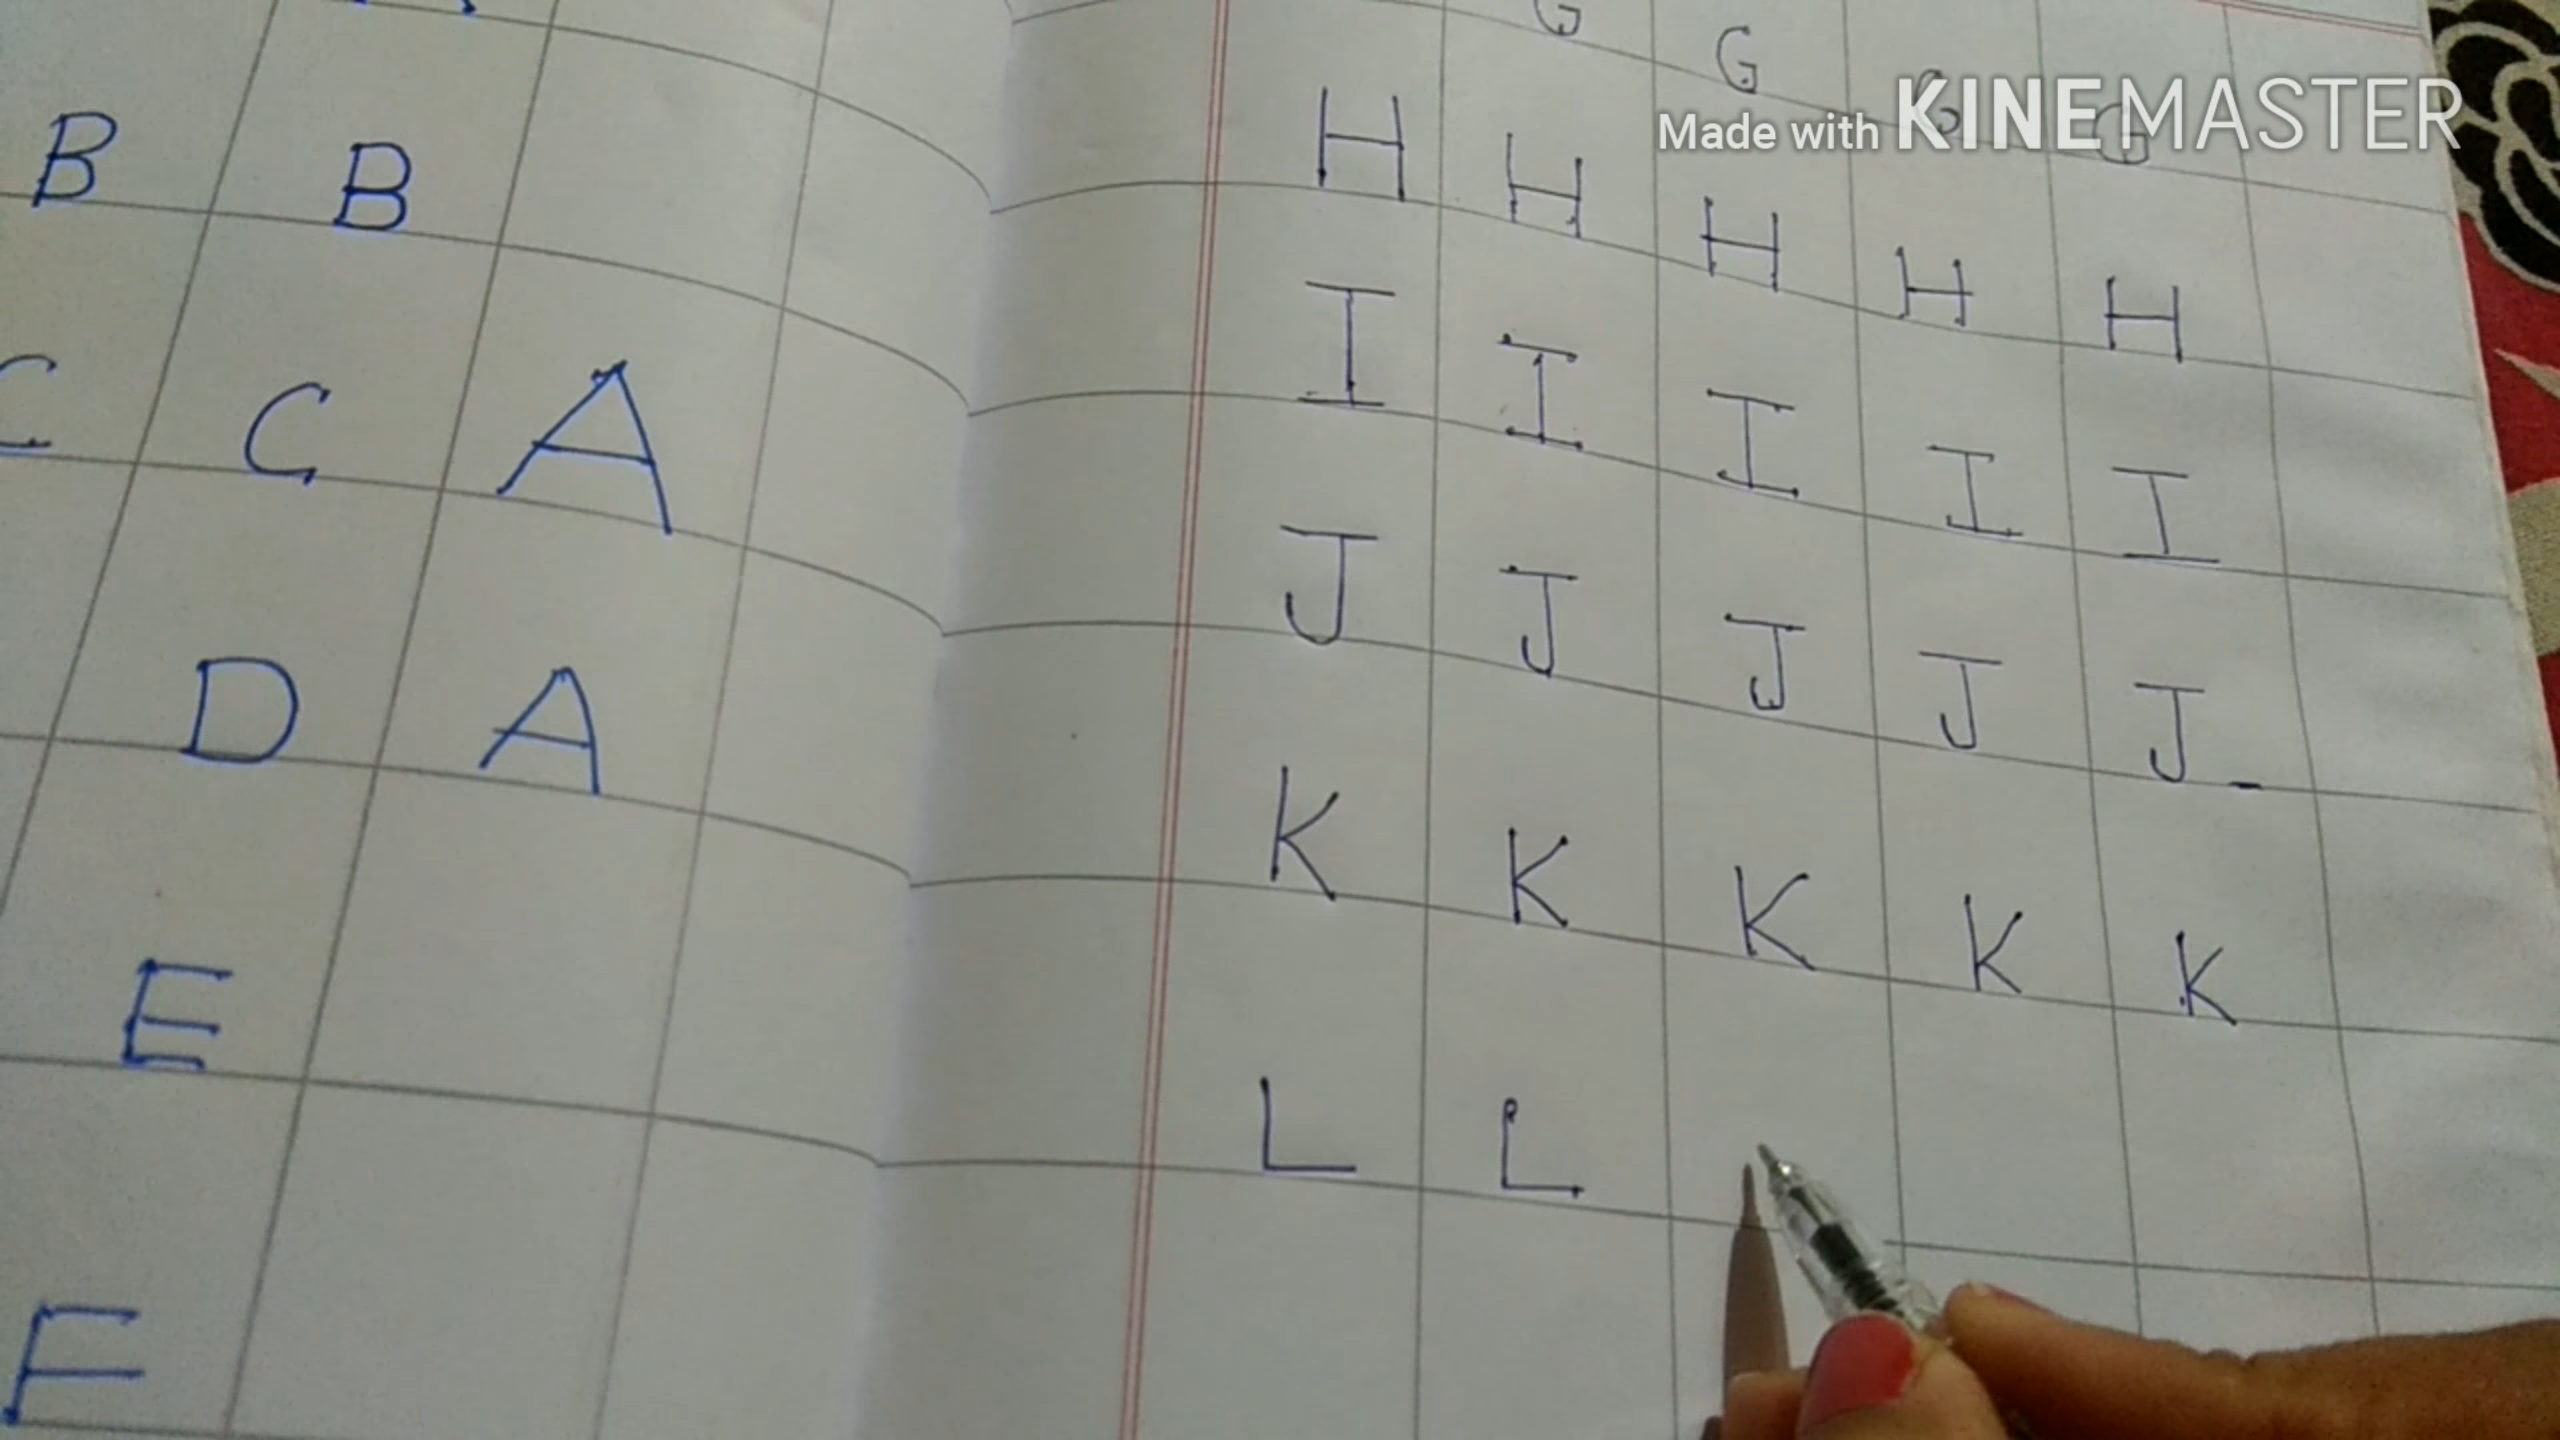 B B
C C A
D A
E
F
G G G G
Made with KINEMASTER
H H H H H
I I I I I
J J J J J
K K K K K
L L